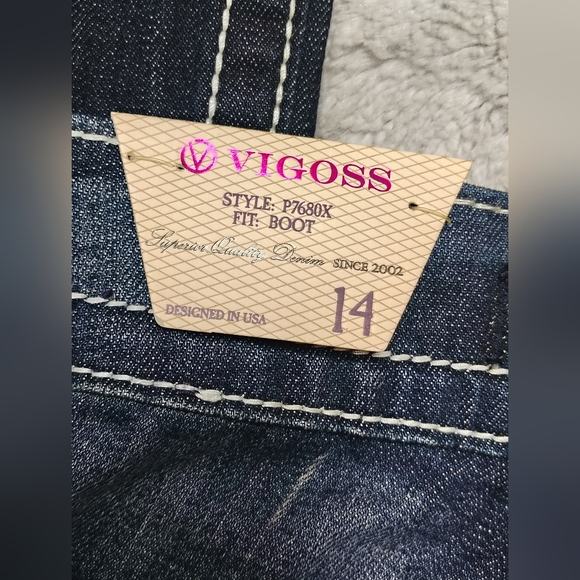 VIGOSS
STYLE: P7680X
FIT: BOOT
Superior Quality Denim SINCE 2002
DESIGNED IN USA
14